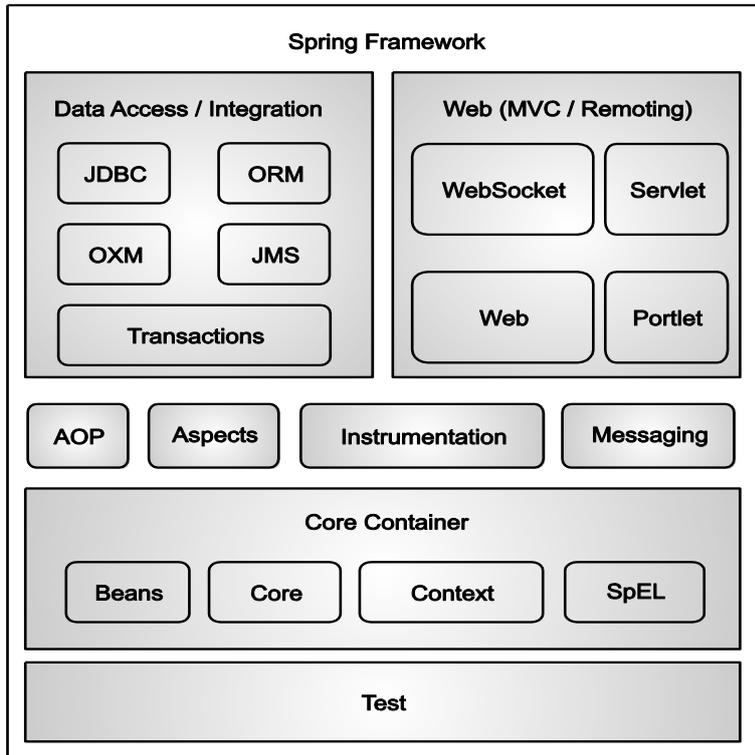 Spring Framework
Data Access / Integration
JDBC
ORM
OXM
JMS
Transactions
Web (MVC / Remoting)
WebSocket
Servlet
Web
Portlet
AOP
Aspects
Instrumentation
Messaging
Core Container
Beans
Core
Context
SpEL
Test